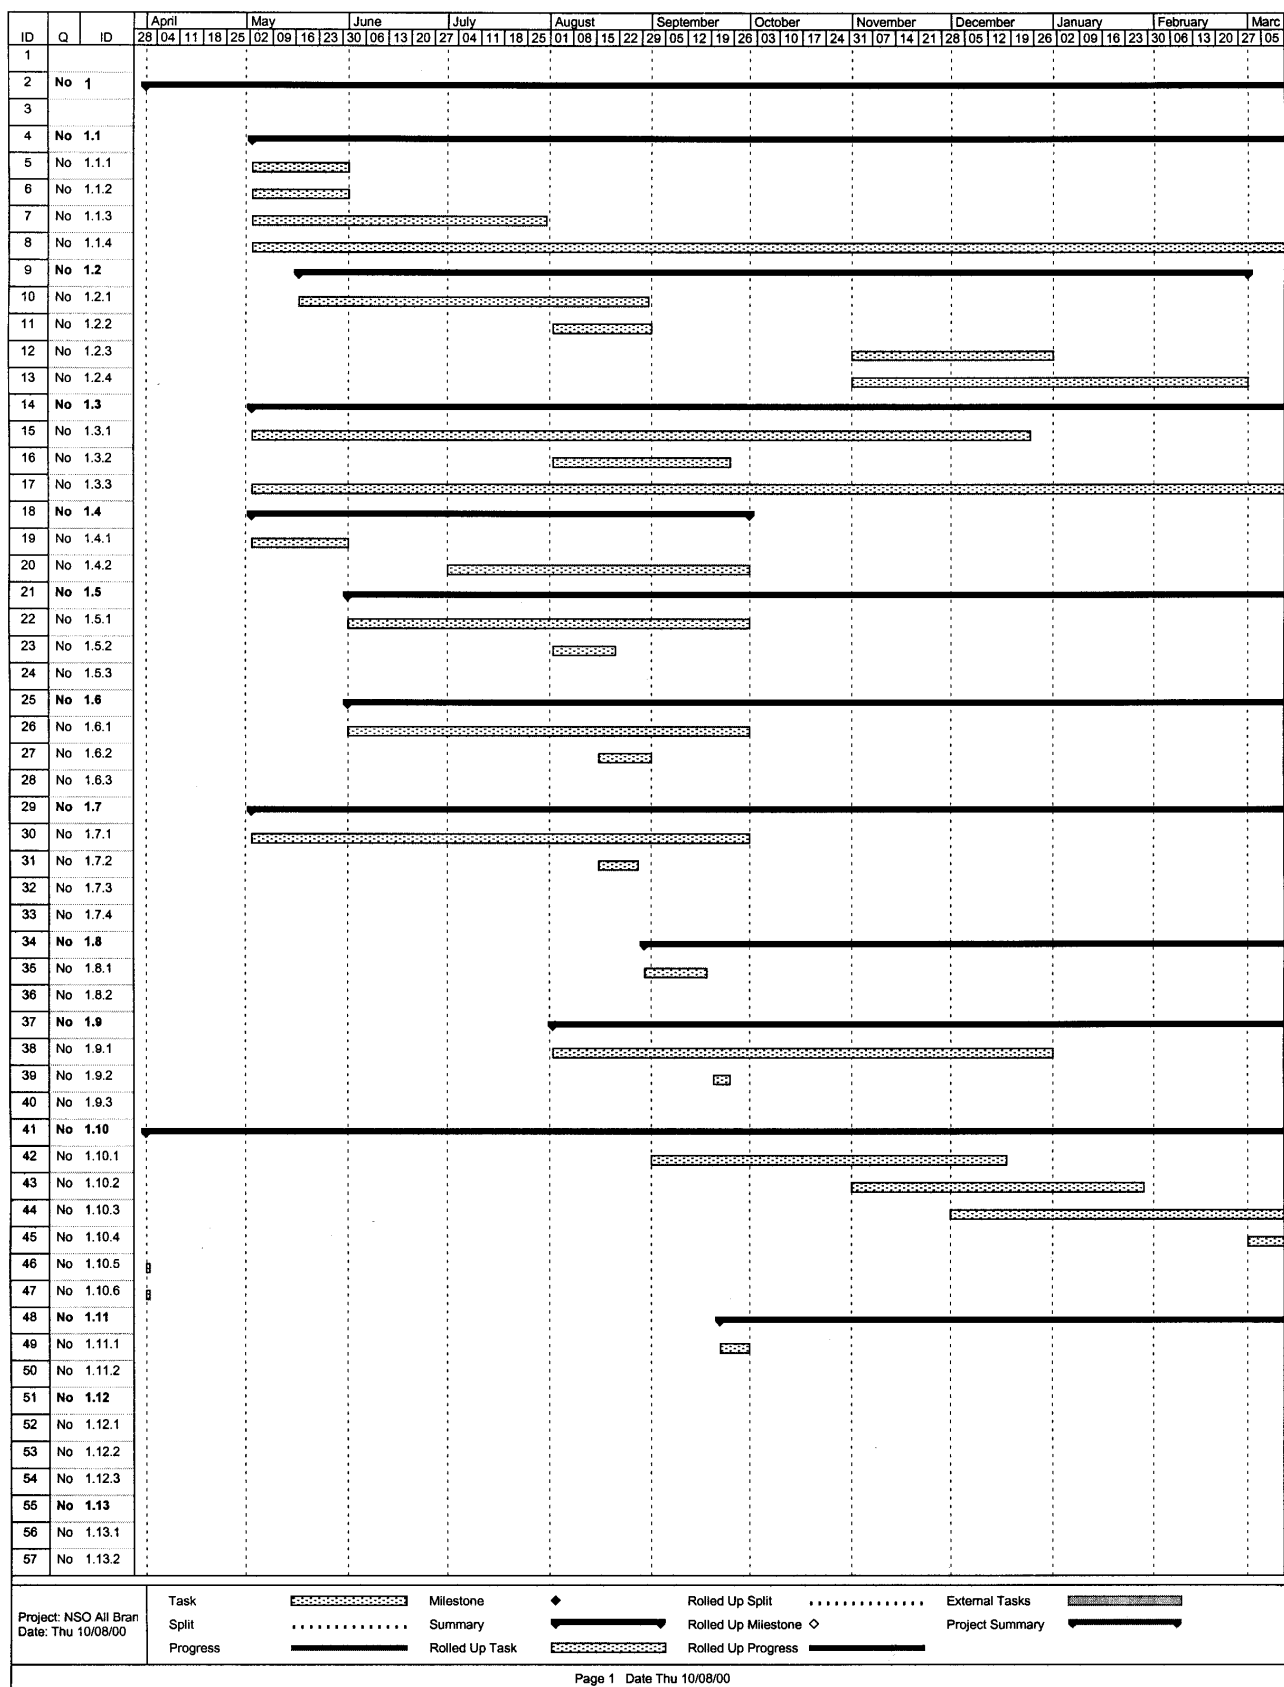 April May June July August September October November December January February Marc
ID Q ID 28 04 11 18 25 02 09 16 23 30 06 13 20 27 04 11 18 25 01 08 15 22 29 05 12 19 26 03 10 17 24 31 07 14 21 28 05 12 19 26 02 09 16 23 30 06 13 20 27 05
1
2 No 1
3
4 No 1.1
5 No 1.1.1
6 No 1.1.2
7 No 1.1.3
8 No 1.1.4
9 No 1.2
10 No 1.2.1
11 No 1.2.2
12 No 1.2.3
13 No 1.2.4
14 No 1.3
15 No 1.3.1
16 No 1.3.2
17 No 1.3.3
18 No 1.4
19 No 1.4.1
20 No 1.4.2
21 No 1.5
22 No 1.5.1
23 No 1.5.2
24 No 1.5.3
25 No 1.6
26 No 1.6.1
27 No 1.6.2
28 No 1.6.3
29 No 1.7
30 No 1.7.1
31 No 1.7.2
32 No 1.7.3
33 No 1.7.4
34 No 1.8
35 No 1.8.1
36 No 1.8.2
37 No 1.9
38 No 1.9.1
39 No 1.9.2
40 No 1.9.3
41 No 1.10
42 No 1.10.1
43 No 1.10.2
44 No 1.10.3
45 No 1.10.4
46 No 1.10.5
47 No 1.10.6
48 No 1.11
49 No 1.11.1
50 No 1.11.2
51 No 1.12
52 No 1.12.1
53 No 1.12.2
54 No 1.12.3
55 No 1.13
56 No 1.13.1
57 No 1.13.2
Project: NSO All Bran
Date: Thu 10/08/00
Task Milestone Rolled Up Split External Tasks
Split Summary Rolled Up Milestone Project Summary
Progress Rolled Up Task Rolled Up Progress
Page 1 Date Thu 10/08/00